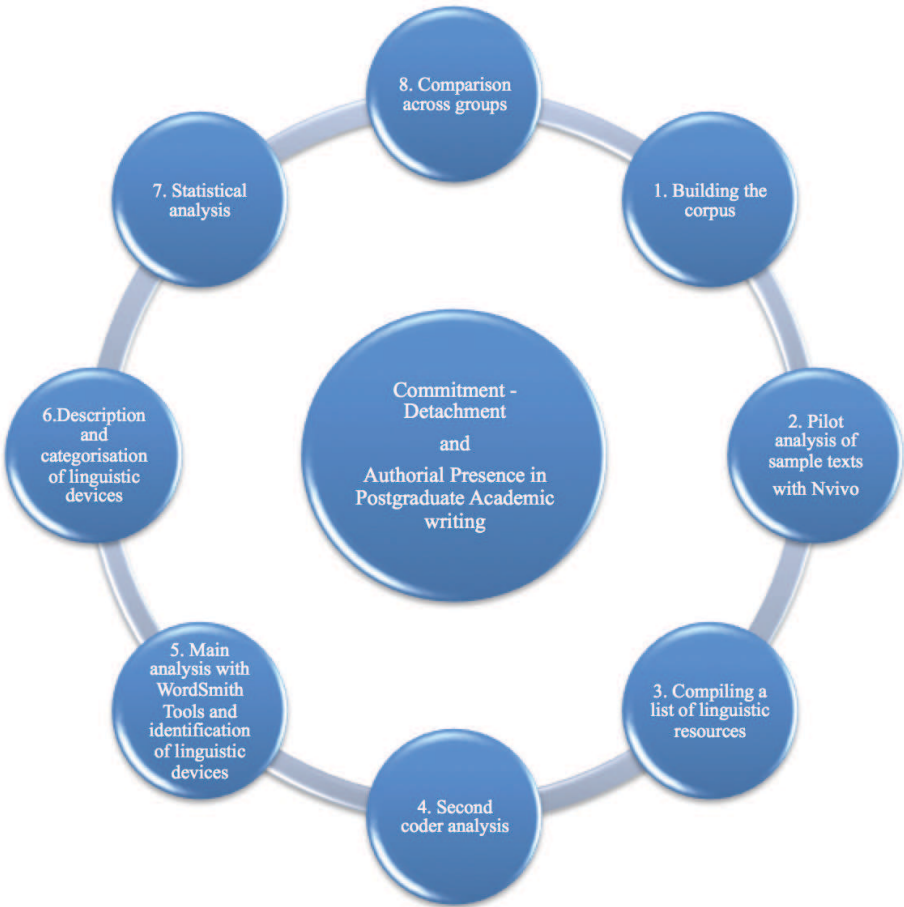 8. Comparison
across groups
1. Building the
corpus
2. Pilot
analysis of
sample texts
with Nvivo
3. Compiling a
list of linguistic
resources
4. Second
coder analysis
5. Main
analysis with
WordSmith
Tools and
identification
of linguistic
devices
6.Description
and
categorisation
of linguistic
devices
7. Statistical
analysis
Commitment -
Detachment
and
Authorial Presence in
Postgraduate Academic
writing